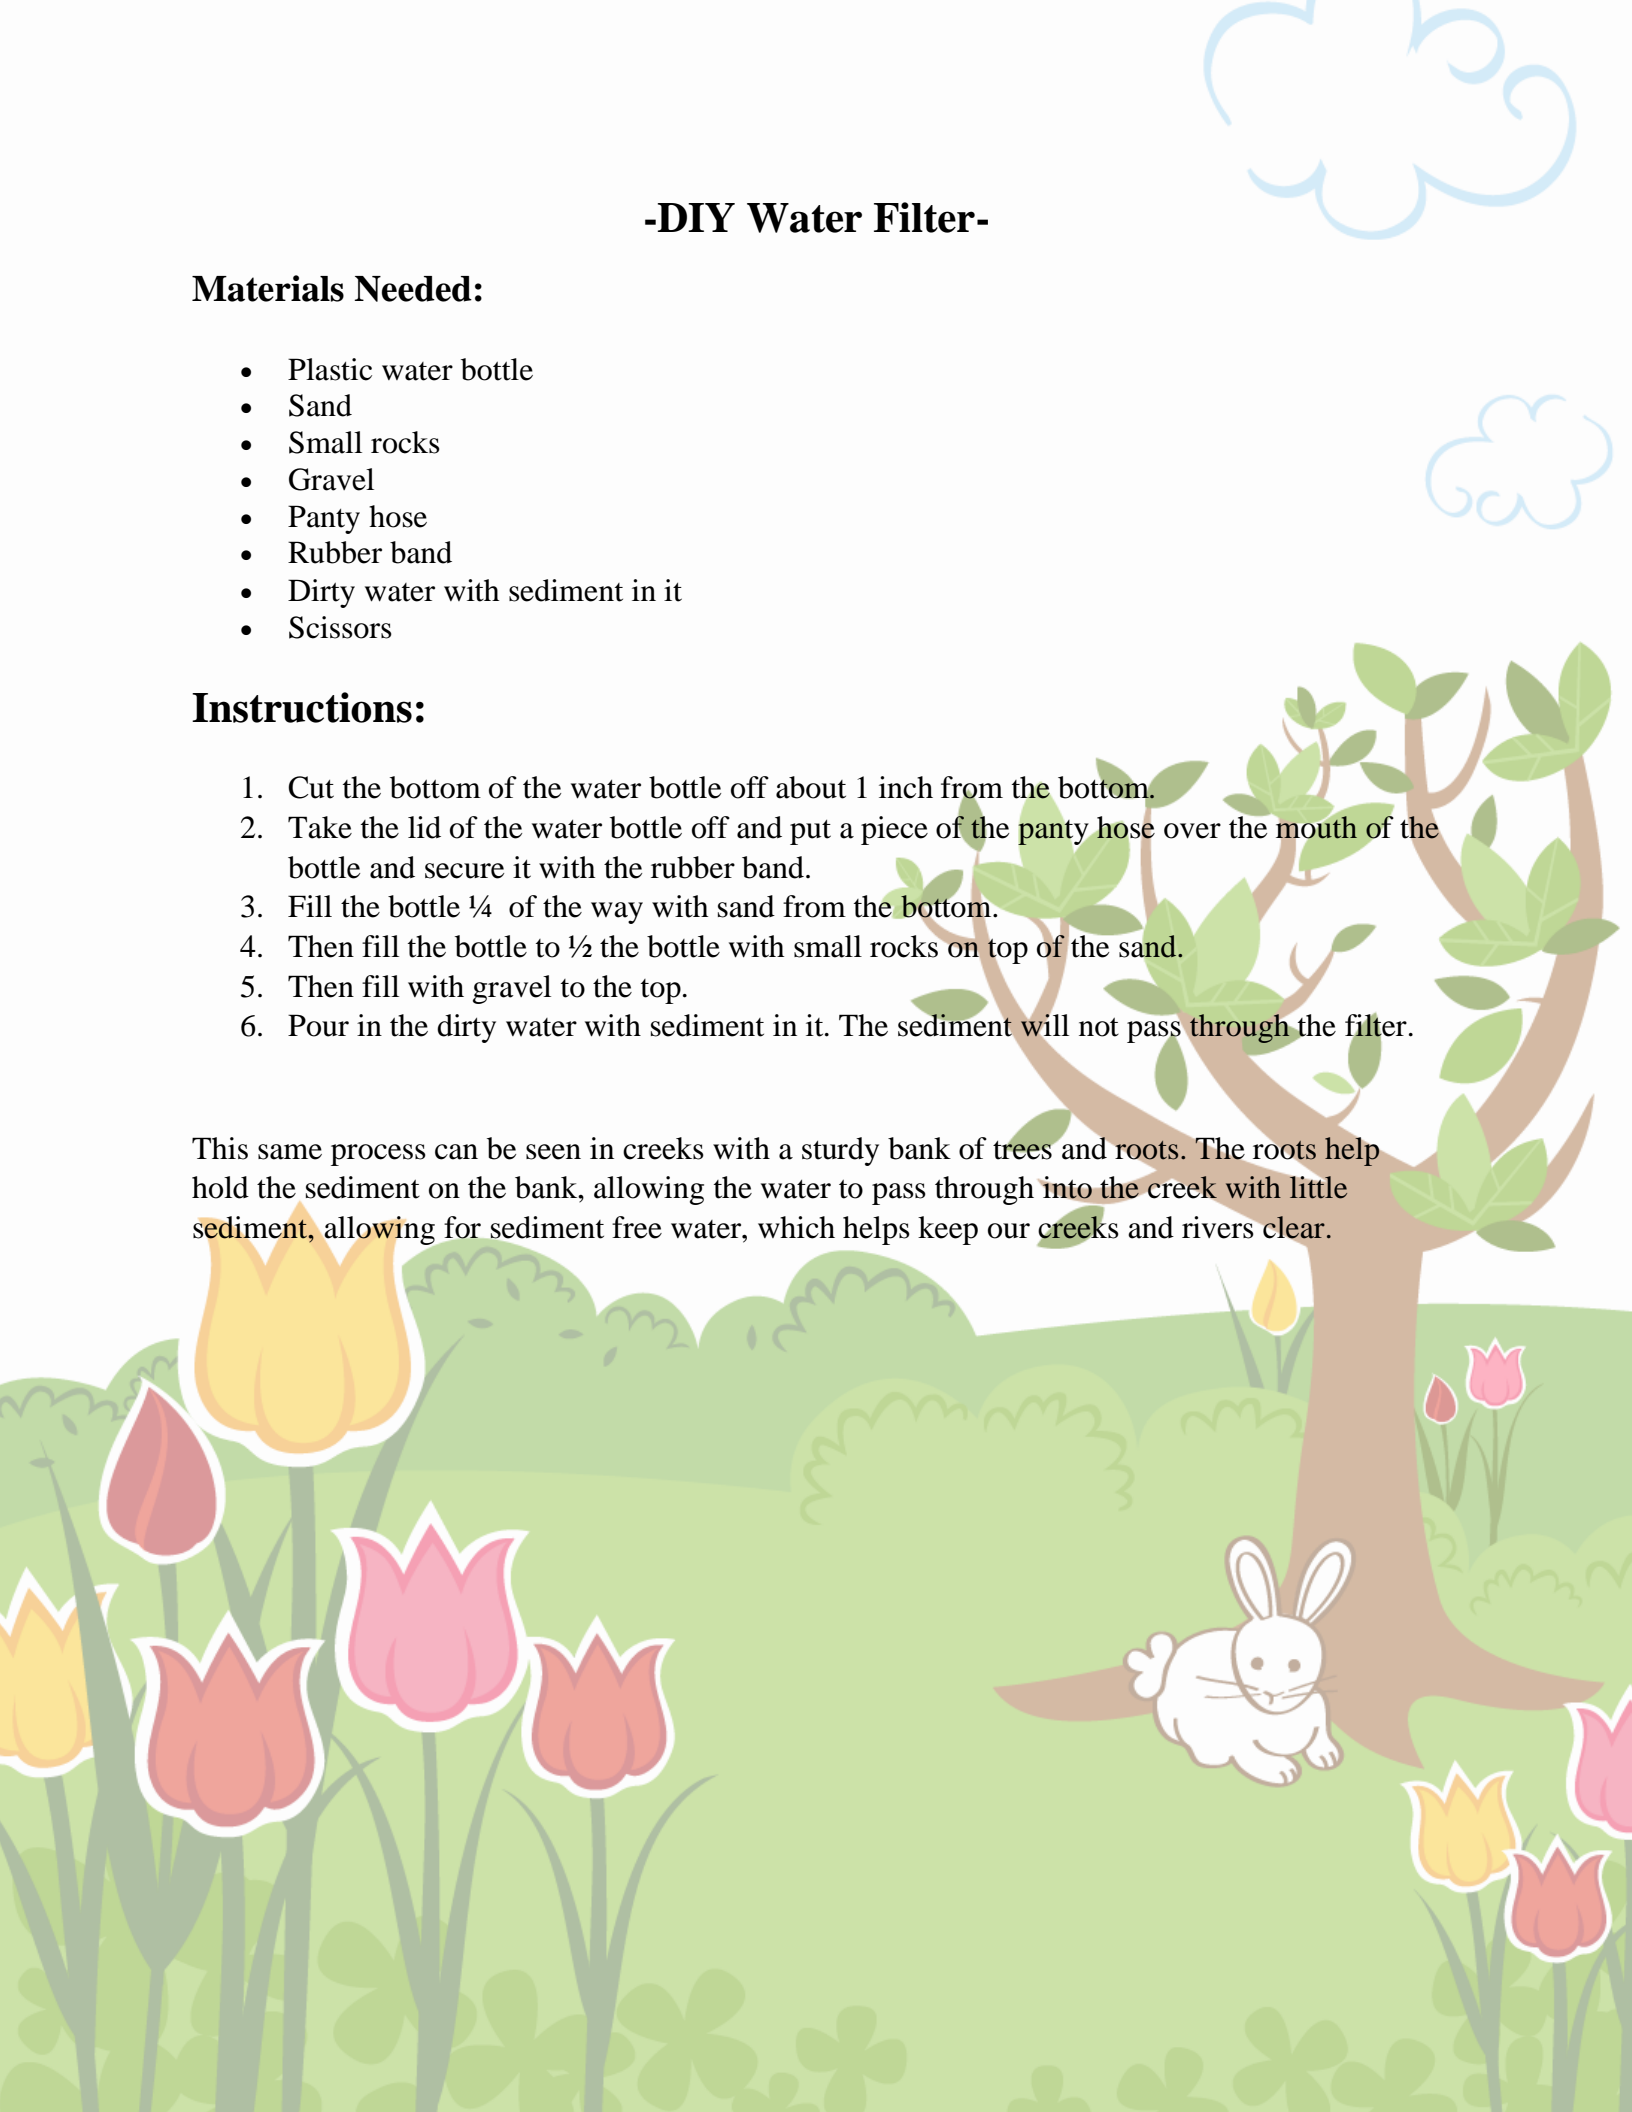 -DIY Water Filter-
Materials Needed:
• Plastic water bottle
• Sand
• Small rocks
• Gravel
• Panty hose
• Rubber band
• Dirty water with sediment in it
• Scissors
Instructions:
1. Cut the bottom of the water bottle off about 1 inch from the bottom.
2. Take the lid of the water bottle off and put a piece of the panty hose over the mouth of the
bottle and secure it with the rubber band.
3. Fill the bottle ¼  of the way with sand from the bottom.
4. Then fill the bottle to ½ the bottle with small rocks on top of the sand.
5. Then fill with gravel to the top.
6. Pour in the dirty water with sediment in it. The sediment will not pass through the filter.
This same process can be seen in creeks with a sturdy bank of trees and roots. The roots help
hold the sediment on the bank, allowing the water to pass through into the creek with little
sediment, allowing for sediment free water, which helps keep our creeks and rivers clear.